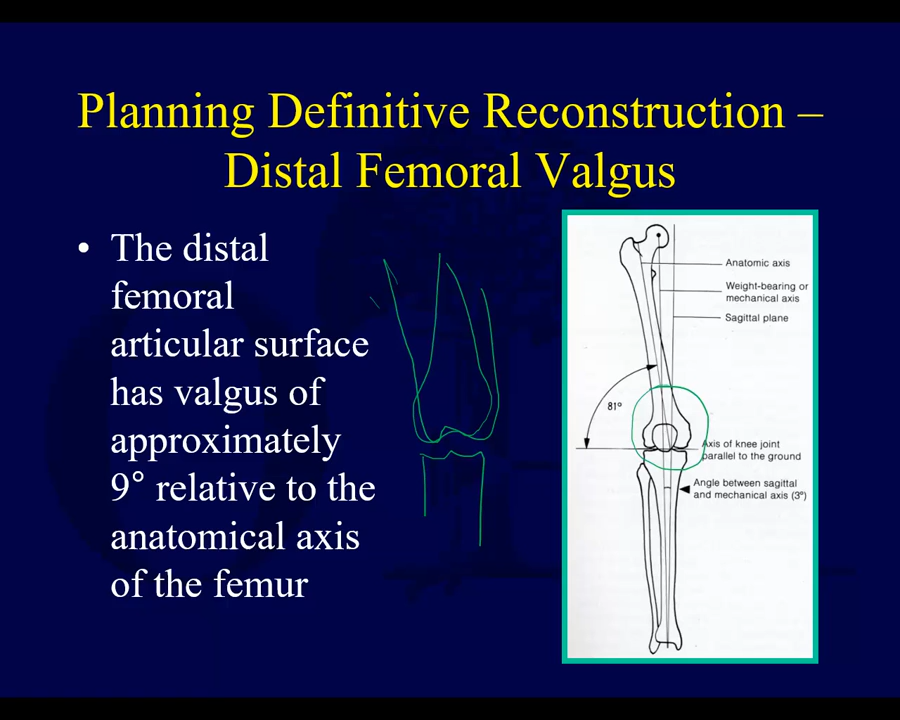 Planning Definitive Reconstruction –
Distal Femoral Valgus
• The distal
femoral
articular surface
has valgus of
approximately
9° relative to the
anatomical axis
of the femur
Anatomic axis
Weight-bearing or
mechanical axis
Sagittal plane
81°
Axis of knee joint
parallel to the ground
Angle between sagittal
and mechanical axis (3°)